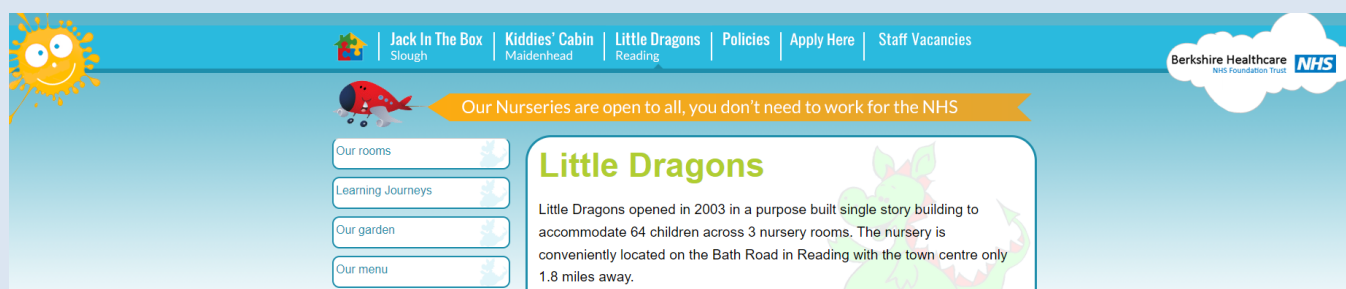 Jack In The Box
Slough
Kiddies' Cabin
Maidenhead
Little Dragons
Reading
Policies
Apply Here
Staff Vacancies
Berkshire Healthcare NHS
NHS Foundation Trust
Our Nurseries are open to all, you don't need to work for the NHS
Our rooms
Learning Journeys
Our garden
Our menu
Little Dragons
Little Dragons opened in 2003 in a purpose built single story building to
accommodate 64 children across 3 nursery rooms. The nursery is
conveniently located on the Bath Road in Reading with the town centre only
1.8 miles away.